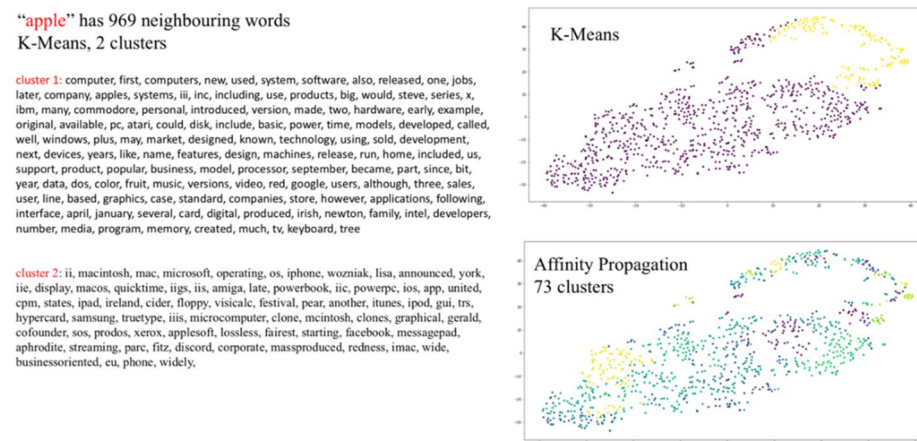 “apple” has 969 neighbouring words
K-Means, 2 clusters
cluster 1: computer, first, computers, new, used, system, software, also, released, one, jobs,
later, company, apples, systems, iii, inc, including, use, products, big, would, steve, series, x,
ibm, many, commodore, personal, introduced, version, made, two, hardware, early, example,
original, available, pc, atari, could, disk, include, basic, power, time, models, developed, called,
well, windows, plus, may, market, designed, known, technology, using, sold, development,
next, devices, years, like, name, features, design, machines, release, run, home, included, us,
support, product, popular, business, model, processor, september, became, part, since, bit,
year, data, dos, color, fruit, music, versions, video, red, google, users, although, three, sales,
user, line, based, graphics, case, standard, companies, store, however, applications, following,
interface, april, january, several, card, digital, produced, irish, newton, family, intel, developers,
number, media, program, memory, created, much, tv, keyboard, tree
cluster 2: ii, macintosh, mac, microsoft, operating, os, iphone, wozniak, lisa, announced, york,
iie, display, macos, quicktime, iigs, iis, amiga, late, powerbook, iic, powerpc, ios, app, united,
cpm, states, ipad, ireland, cider, floppy, visicalc, festival, pear, another, itunes, ipod, gui, trs,
hypercard, samsung, truetype, iiis, microcomputer, clone, mcintosh, clones, graphical, gerald,
cofounder, sos, prodos, xerox, applesoft, lossless, fairest, starting, facebook, messagepad,
aphrodite, streaming, parc, fitz, discord, corporate, massproduced, redness, imac, wide,
businessoriented, eu, phone, widely,
K-Means
Affinity Propagation
73 clusters